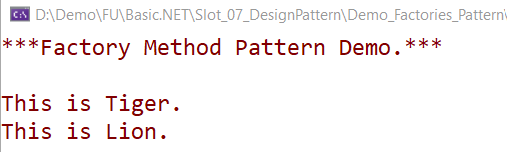 D:\Demo\FU\Basic.NET\Slot_07_DesignPattern\Demo_Factories_Pattern\
***Factory Method Pattern Demo.***
This is Tiger.
This is Lion.